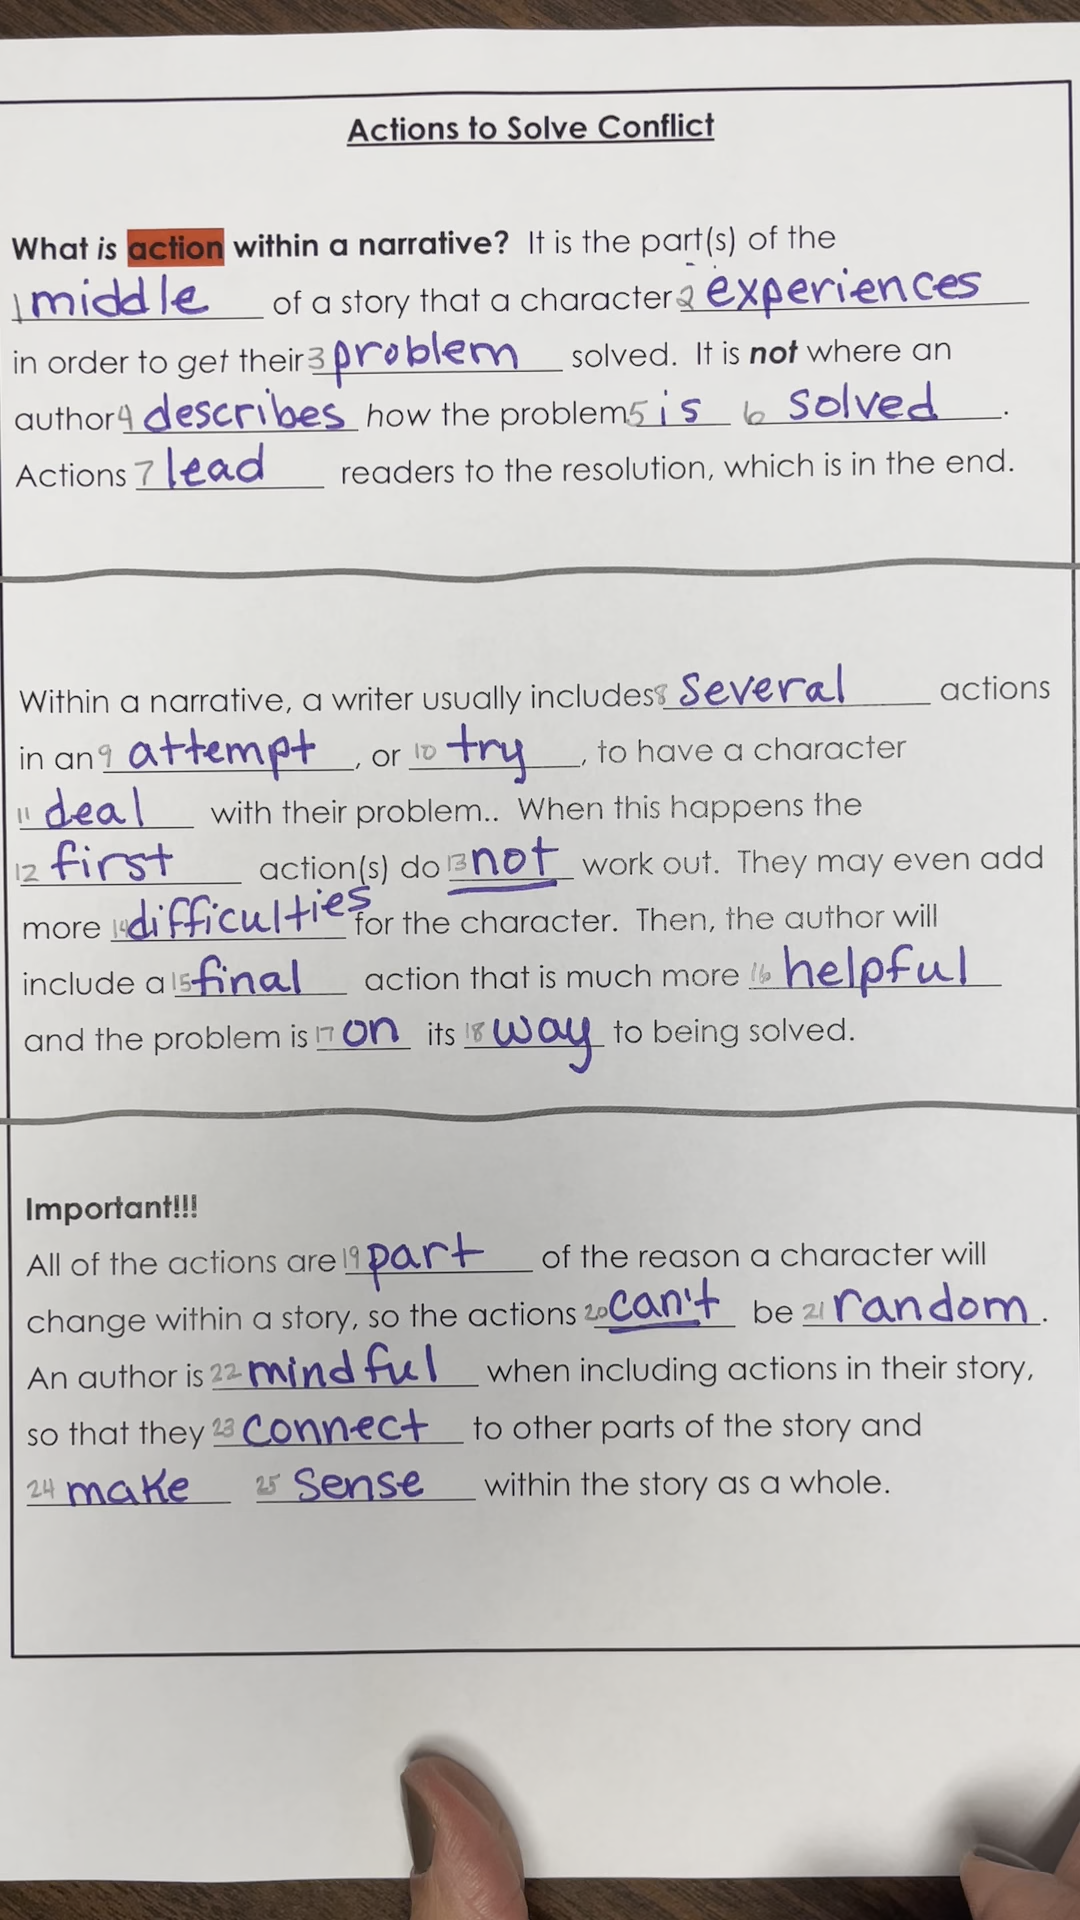 Actions to Solve Conflict
What is action within a narrative? It is the part(s) of the
1 middle of a story that a character 2 experiences
in order to get their 3 problem solved. It is not where an
author 4 describes how the problem 5 is 6 solved.
Actions 7 lead readers to the resolution, which is in the end.
Within a narrative, a writer usually includes 8 several actions
in an 9 attempt, or 10 try, to have a character
11 deal with their problem.. When this happens the
12 first action(s) do 13 not work out. They may even add
more 14 difficulties for the character. Then, the author will
include a 15 final action that is much more 16 helpful
and the problem is 17 on its 18 way to being solved.
Important!!!
All of the actions are 19 part of the reason a character will
change within a story, so the actions 20 can't be 21 random.
An author is 22 mindful when including actions in their story,
so that they 23 connect to other parts of the story and
24 make 25 sense within the story as a whole.